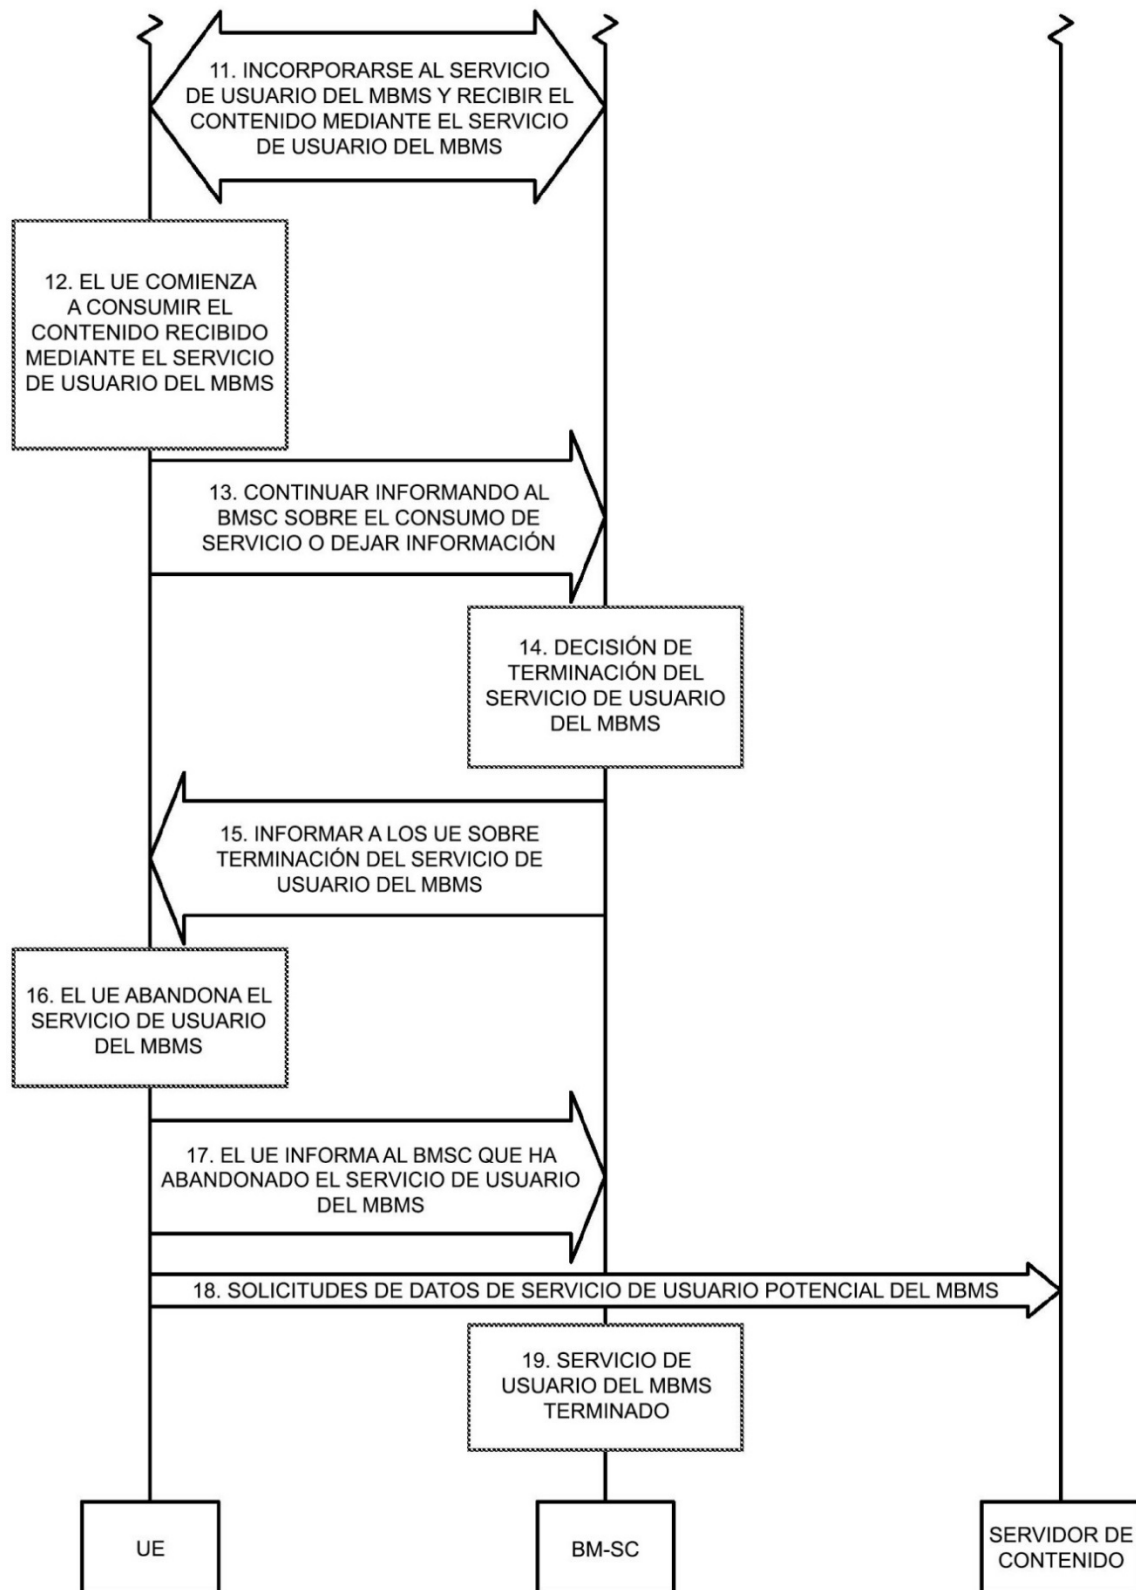 11. INCORPORARSE AL SERVICIO
DE USUARIO DEL MBMS Y RECIBIR EL
CONTENIDO MEDIANTE EL SERVICIO
DE USUARIO DEL MBMS
12. EL UE COMIENZA
A CONSUMIR EL
CONTENIDO RECIBIDO
MEDIANTE EL SERVICIO
DE USUARIO DEL MBMS
13. CONTINUAR INFORMANDO AL
BMSC SOBRE EL CONSUMO DE
SERVICIO O DEJAR INFORMACIÓN
14. DECISIÓN DE
TERMINACIÓN DEL
SERVICIO DE USUARIO
DEL MBMS
15. INFORMAR A LOS UE SOBRE
TERMINACIÓN DEL SERVICIO DE
USUARIO DEL MBMS
16. EL UE ABANDONA EL
SERVICIO DE USUARIO
DEL MBMS
17. EL UE INFORMA AL BMSC QUE HA
ABANDONADO EL SERVICIO DE USUARIO
DEL MBMS
18. SOLICITUDES DE DATOS DE SERVICIO DE USUARIO POTENCIAL DEL MBMS
19. SERVICIO DE
USUARIO DEL MBMS
TERMINADO
UE
BM-SC
SERVIDOR DE
CONTENIDO